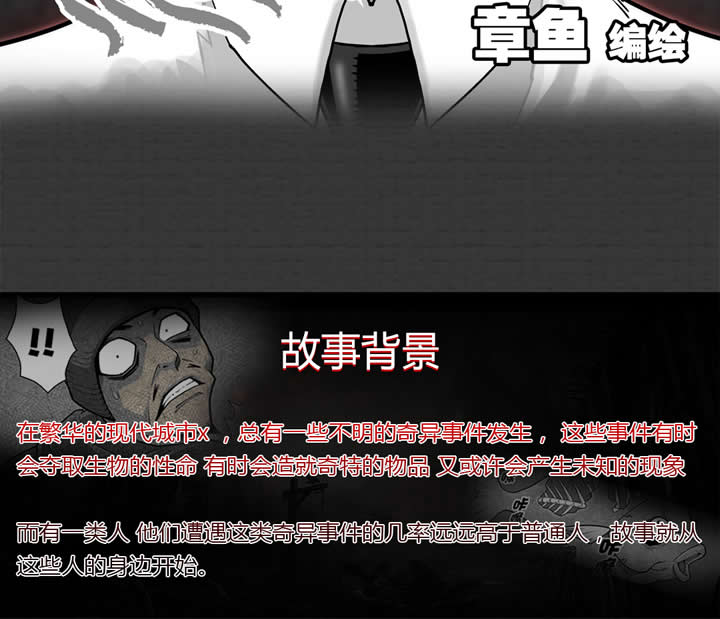 章鱼 编绘
!!
故事背景
在繁华的现代城市x ，总有一些不明的奇异事件发生， 这些事件有时
会夺取生物的性命 有时会造就奇特的物品 又或许会产生未知的现象
而有一类人 他们遭遇这类奇异事件的几率远远高于普通人，故事就从
这些人的身边开始。
咔
咔